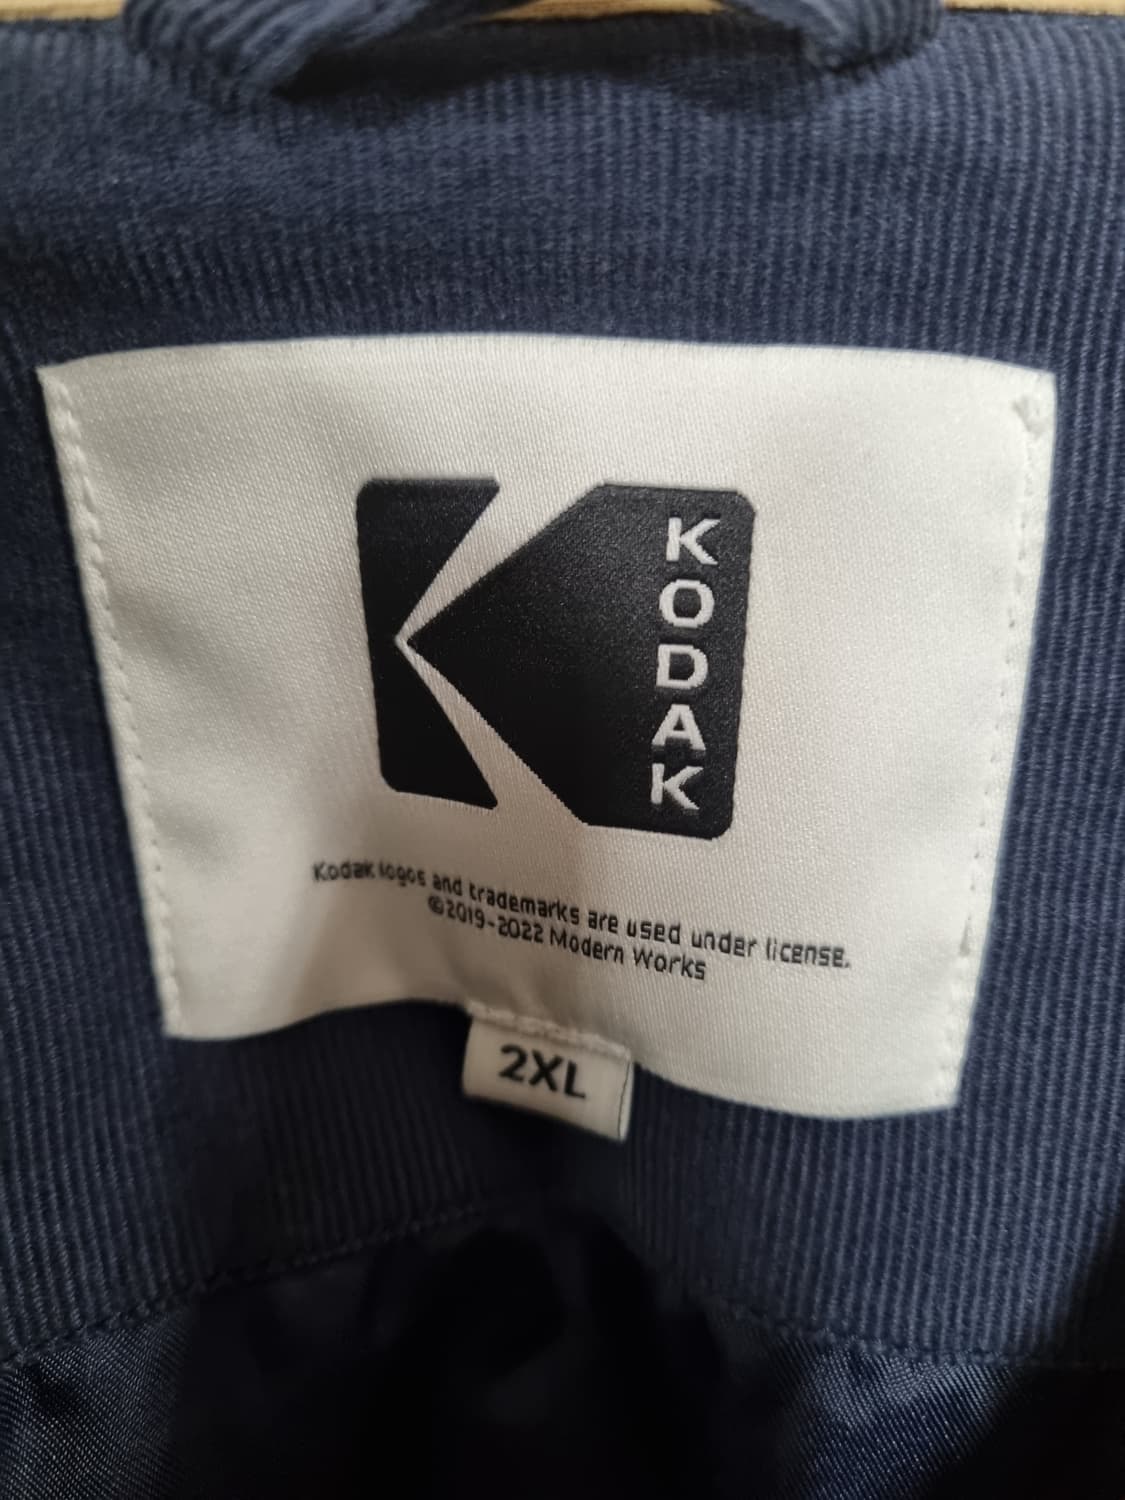 KODAK
Kodak logos and trademarks are used under license.
©2019-2022 Modern Works
2XL